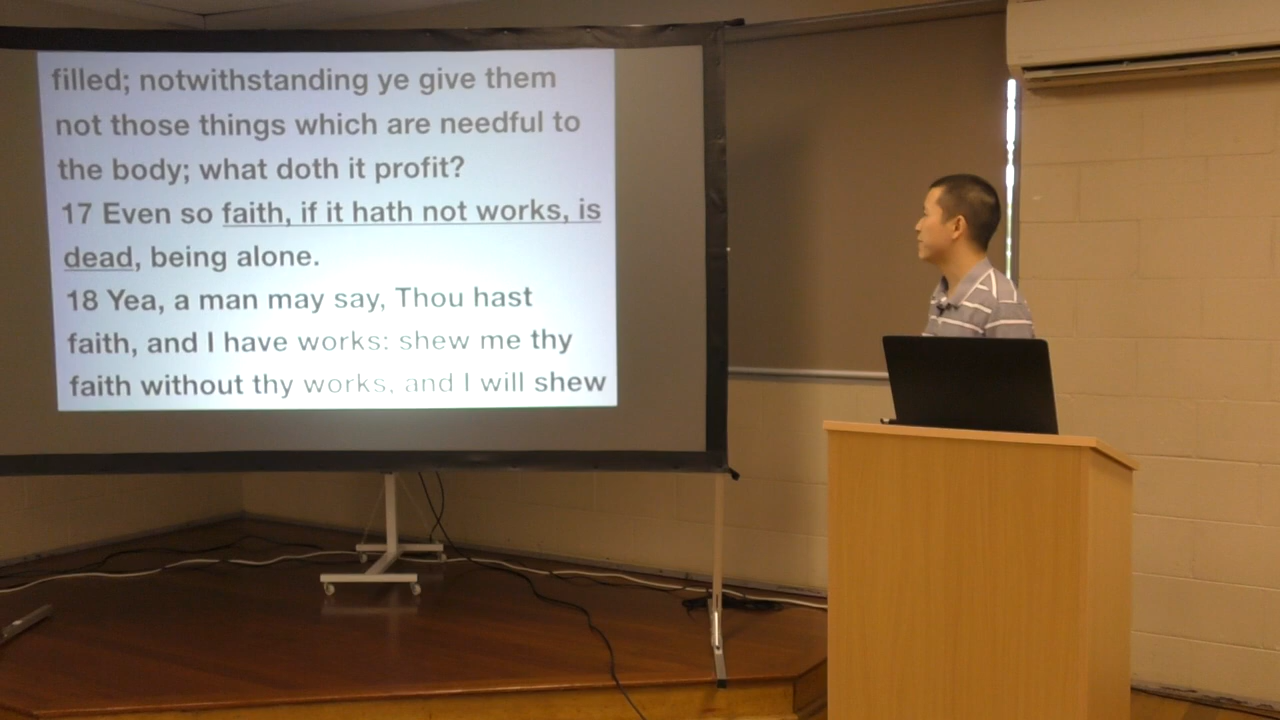 filled; notwithstanding ye give them
not those things which are needful to
the body; what doth it profit?
17 Even so faith, if it hath not works, is
dead, being alone.
18 Yea, a man may say, Thou hast
faith, and I have works: shew me thy
faith without thy works, and I will shew